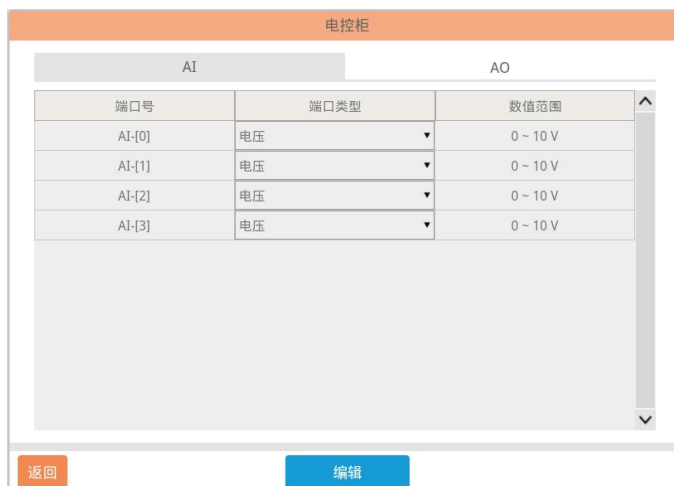 电控柜
AI AO
端口号 端口类型 数值范围
AI-[0] 电压 0 ~ 10 V
AI-[1] 电压 0 ~ 10 V
AI-[2] 电压 0 ~ 10 V
AI-[3] 电压 0 ~ 10 V
返回 编辑